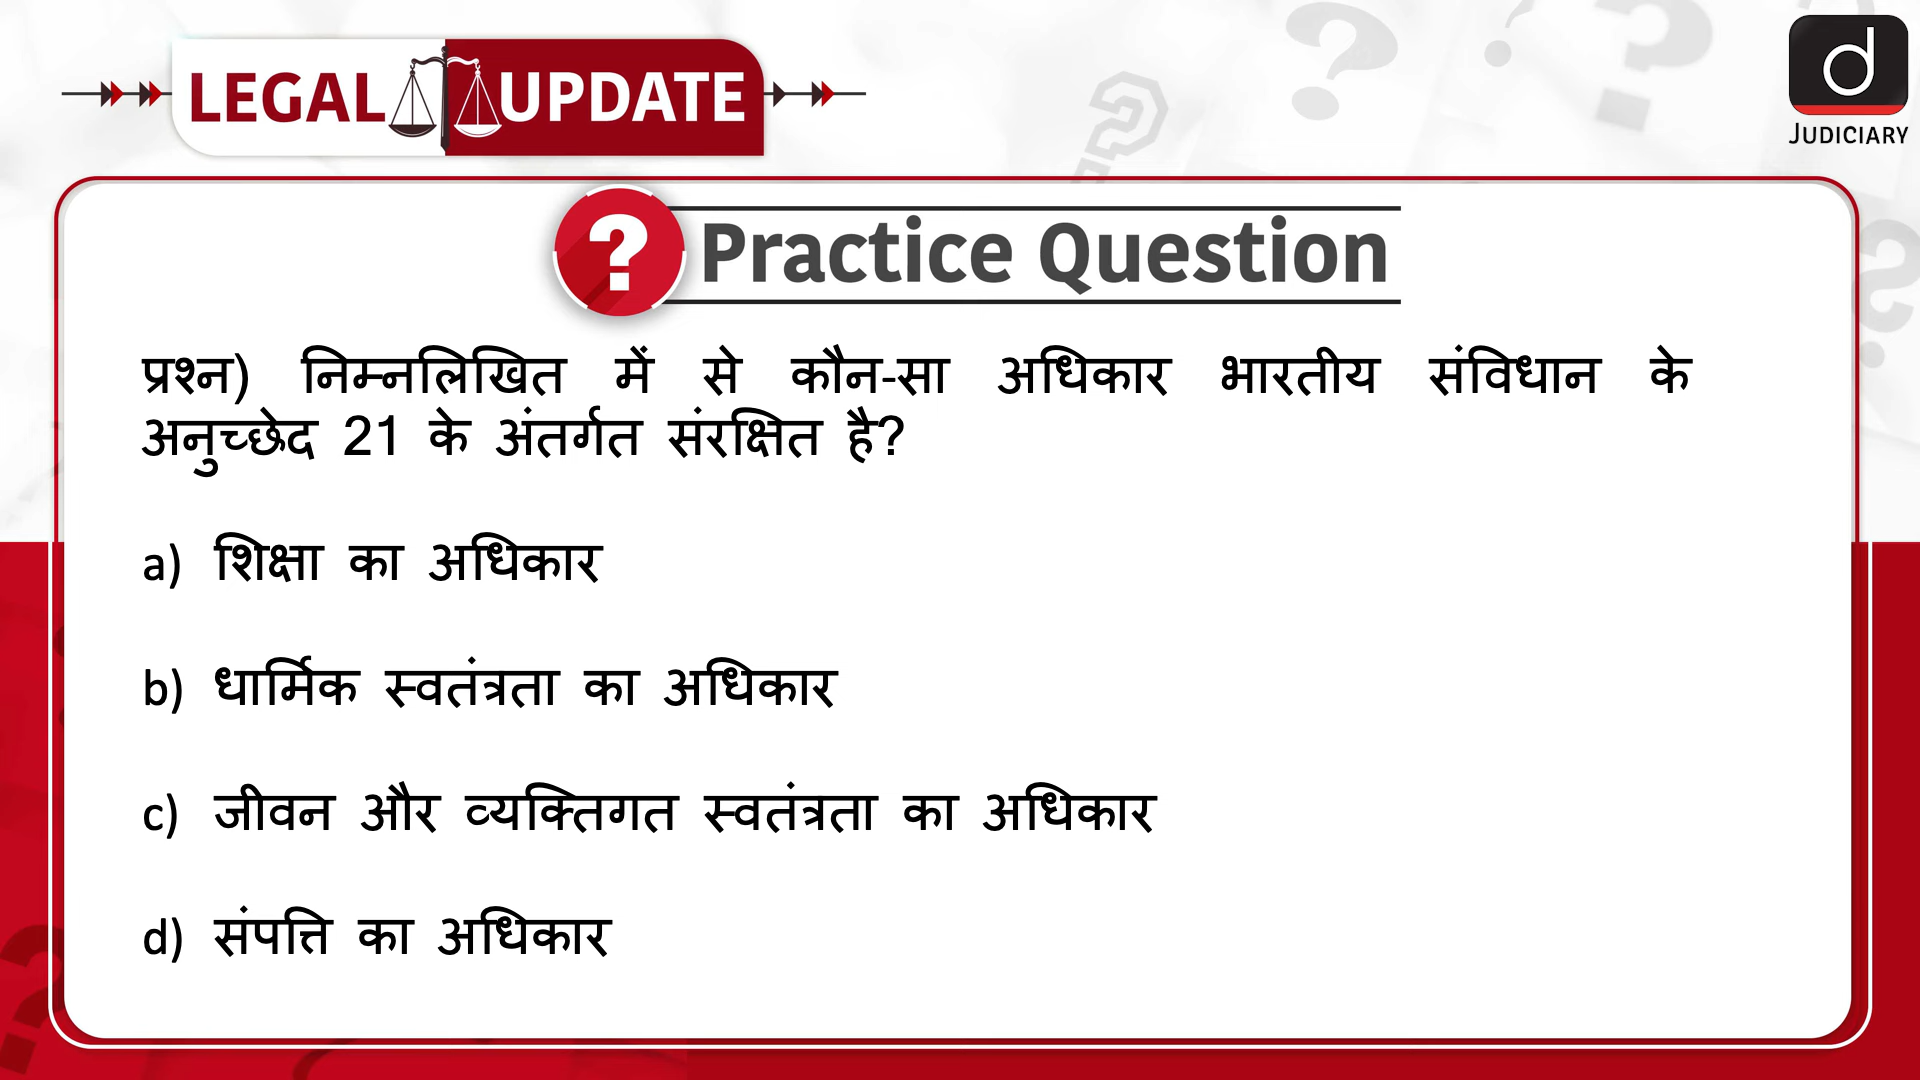 LEGAL UPDATE
d
JUDICIARY
? Practice Question
प्रश्न) निम्नलिखित में से कौन-सा अधिकार भारतीय संविधान के
अनुच्छेद 21 के अंतर्गत संरक्षित है?
a) शिक्षा का अधिकार
b) धार्मिक स्वतंत्रता का अधिकार
c) जीवन और व्यक्तिगत स्वतंत्रता का अधिकार
d) संपत्ति का अधिकार